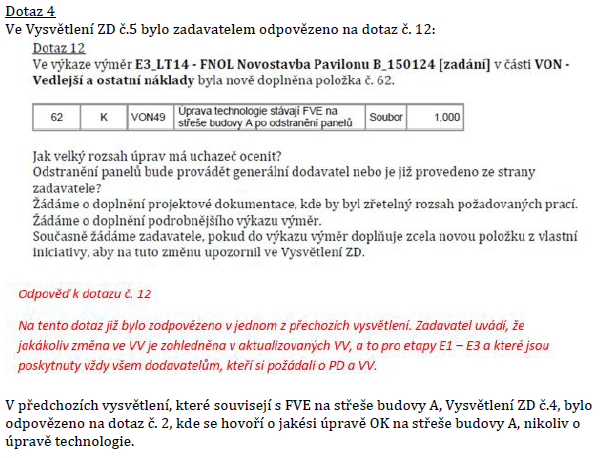 Dotaz 4
Ve Vysvětlení ZD č.5 bylo zadavatelem odpovězeno na dotaz č. 12:
Dotaz 12
Ve výkaze výměr E3_LT14 - FNOL Novostavba Pavilonu B_150124 [zadání] v části VON -
Vedlejší a ostatní náklady byla nově doplněna položka č. 62.
62 K VON49 Úprava technologie stávají FVE na střeše budovy A po odstranění panelů Soubor 1.000
Jak velký rozsah úprav má uchazeč ocenit?
Odstranění panelů bude provádět generální dodavatel nebo je již provedeno ze strany
zadavatele?
Žádáme o doplnění projektové dokumentace, kde by byl zřetelný rozsah požadovaných prací.
Žádáme o doplnění podrobnějšího výkazu výměr.
Současně žádáme zadavatele, pokud do výkazu výměr doplňuje zcela novou položku z vlastní
iniciativy, aby na tuto změnu upozornil ve Vysvětlení ZD.
Odpověď k dotazu č. 12
Na tento dotaz již bylo zodpovězeno v jednom z přechozích vysvětlení. Zadavatel uvádí, že
jakákoliv změna ve VV je zohledněna v aktualizovaných VV, a to pro etapy E1 – E3 a které jsou
poskytnuty vždy všem dodavatelům, kteří si požádali o PD a VV.
V předchozích vysvětlení, které souvisejí s FVE na střeše budovy A, Vysvětlení ZD č.4, bylo
odpovězeno na dotaz č. 2, kde se hovoří o jakési úpravě OK na střeše budovy A, nikoliv o
úpravě technologie.